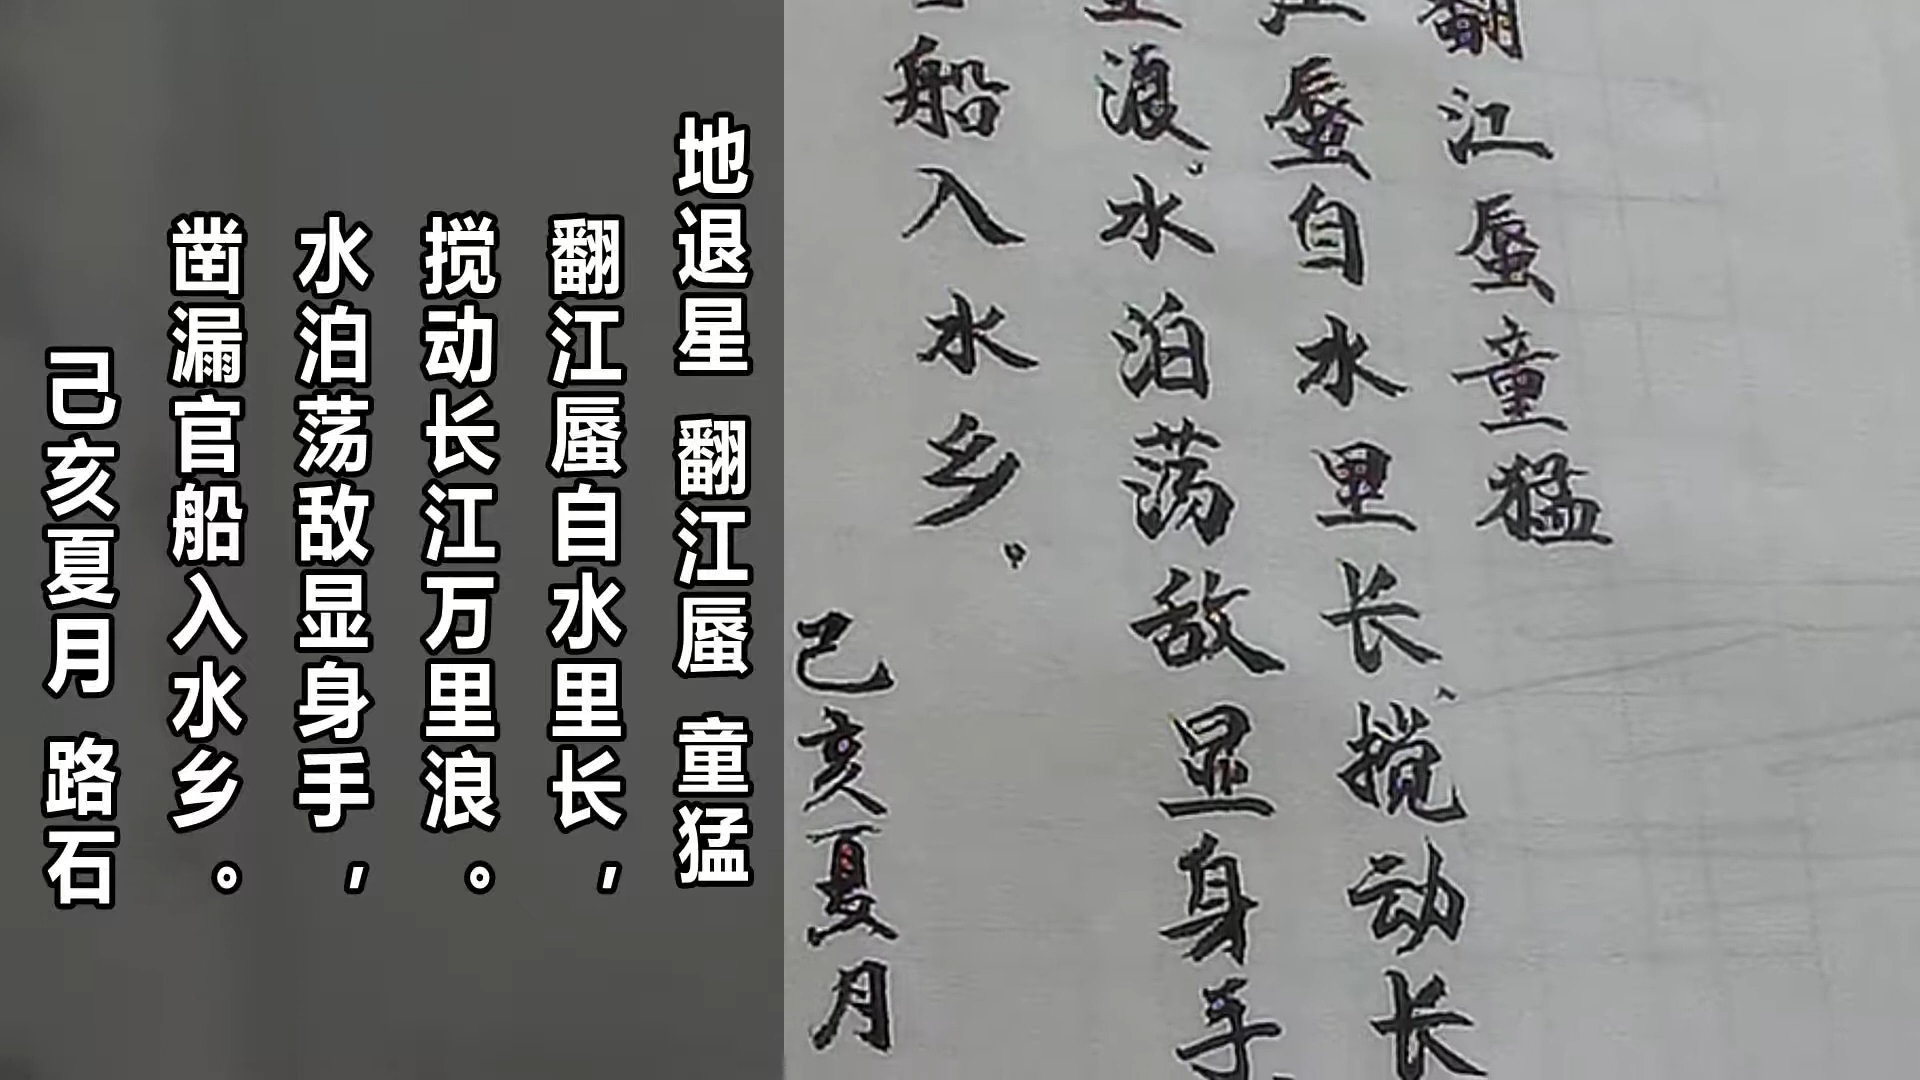 地退星 翻江蜃 童猛
翻江蜃自水里长，
搅动长江万里浪。
水泊荡敌显身手，
凿漏官船入水乡。
己亥夏月 路石
翻江蜃童猛
江蜃自水里长、搅动长
里浪。水泊荡敌显身手
船入水乡。
己亥夏月